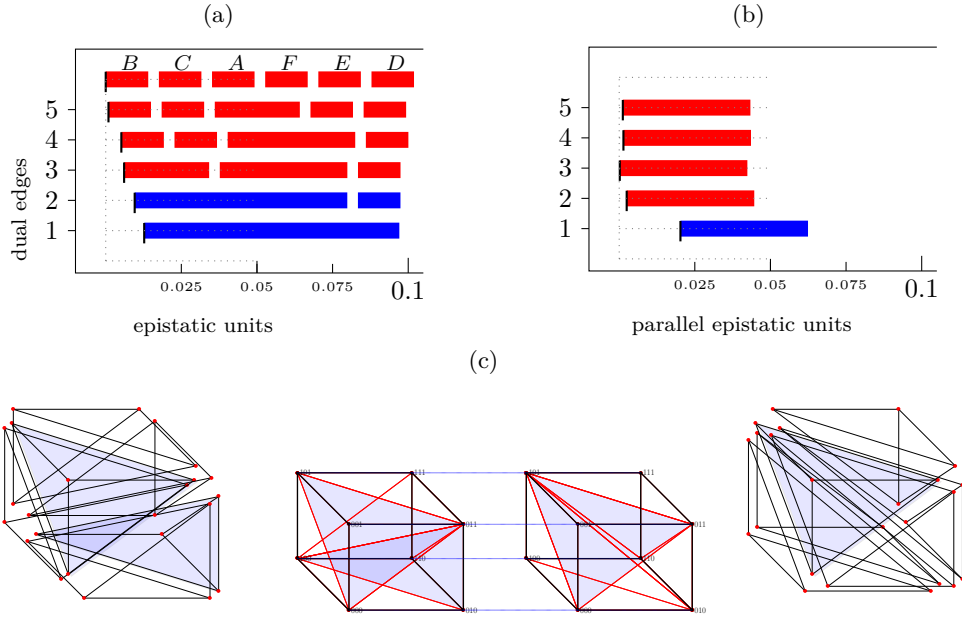 (a) (b)
B C A F E D
5 5
4 4
3 3
2 2
1 1
dual edges
0.025 0.05 0.075 0.1 0.025 0.05 0.075 0.1
epistatic units parallel epistatic units
(c)
101 111 101 111
001 011 001 011
100 110 100 110
000 010 000 010